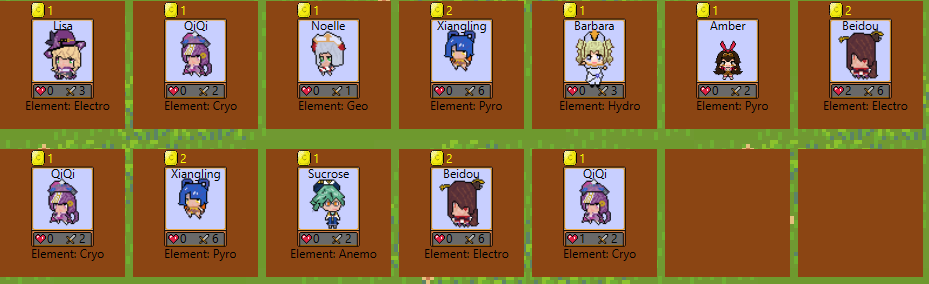 1 1 1 2 1 1 2
Lisa QiQi Noelle Xiangling Barbara Amber Beidou
0 3 0 2 0 1 0 6 0 3 0 2 2 6
Element: Electro Element: Cryo Element: Geo Element: Pyro Element: Hydro Element: Pyro Element: Electro
1 2 1 2 1
QiQi Xiangling Sucrose Beidou QiQi
0 2 0 6 0 2 0 6 1 2
Element: Cryo Element: Pyro Element: Anemo Element: Electro Element: Cryo